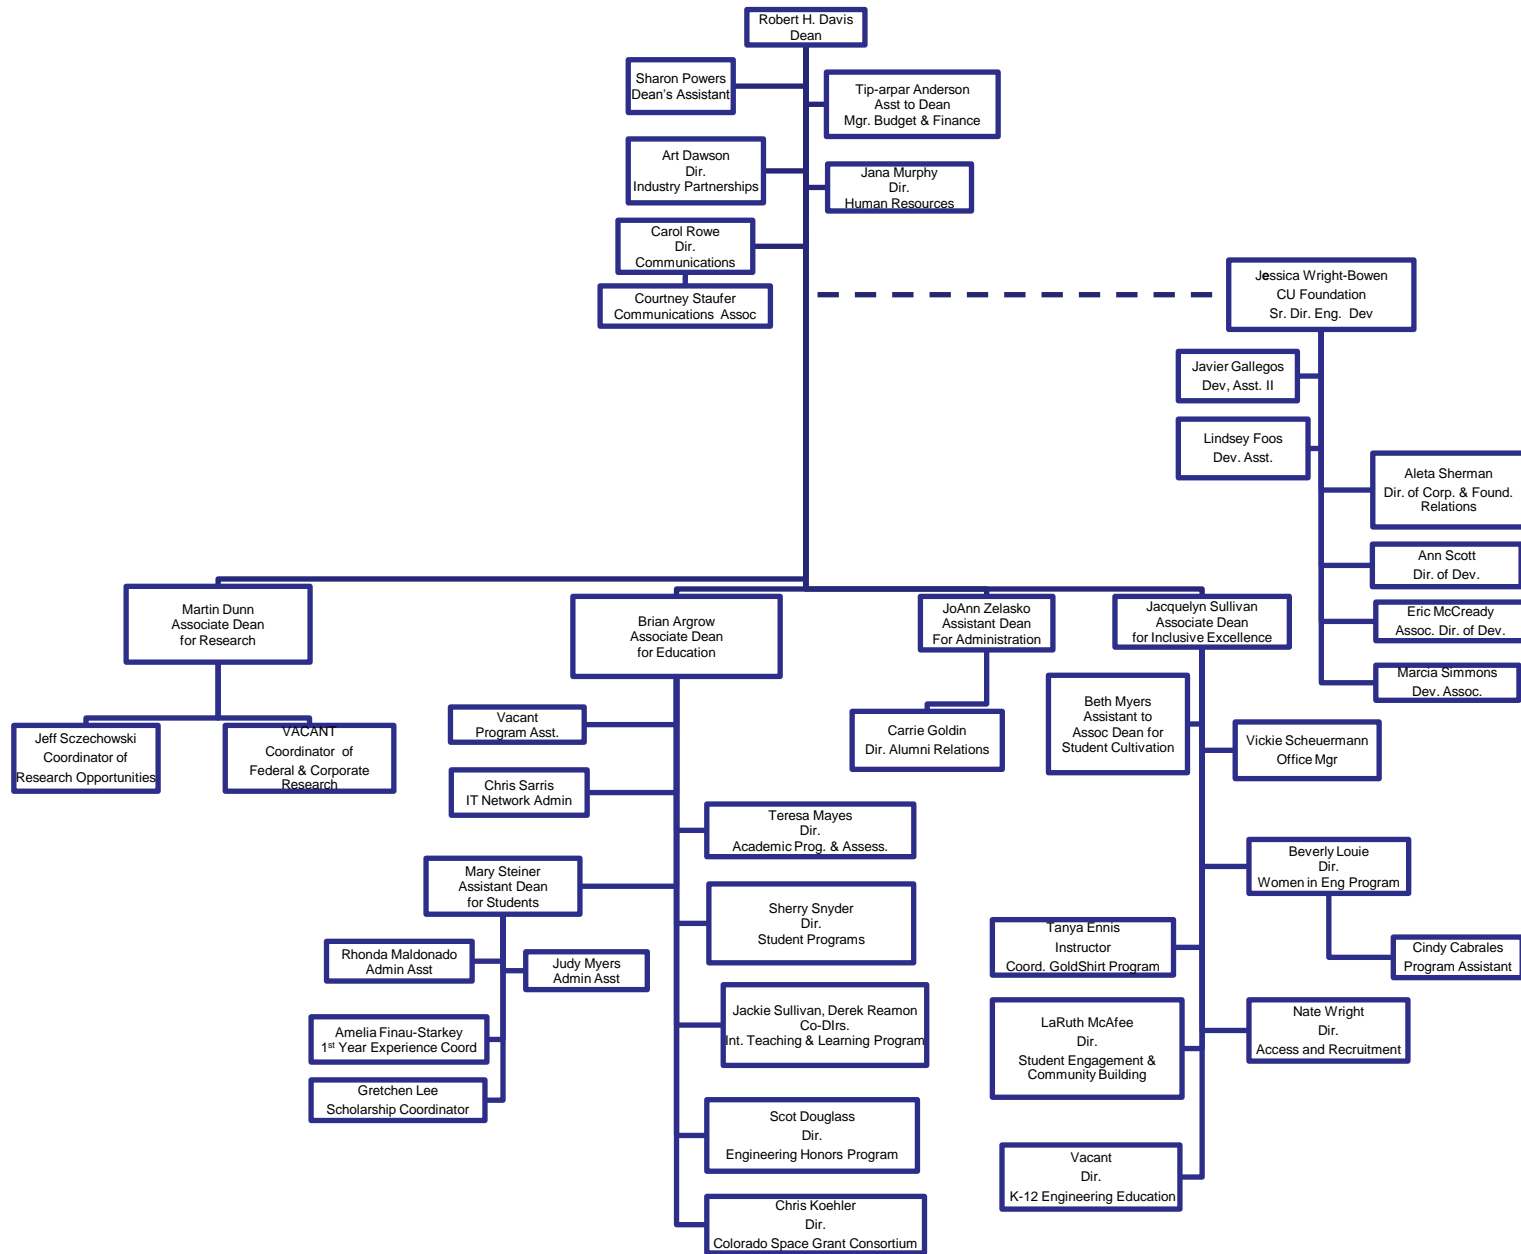 Robert H. Davis
Dean
Sharon Powers
Dean's Assistant
Tip-arpar Anderson
Asst to Dean
Mgr. Budget & Finance
Art Dawson
Dir.
Industry Partnerships
Jana Murphy
Dir.
Human Resources
Carol Rowe
Dir.
Communications
Courtney Staufer
Communications Assoc
Jessica Wright-Bowen
CU Foundation
Sr. Dir. Eng. Dev
Javier Gallegos
Dev, Asst. II
Lindsey Foos
Dev. Asst.
Aleta Sherman
Dir. of Corp. & Found.
Relations
Ann Scott
Dir. of Dev.
Eric McCready
Assoc. Dir. of Dev.
Marcia Simmons
Dev. Assoc.
Martin Dunn
Associate Dean
for Research
Jeff Sczechowski
Coordinator of
Research Opportunities
VACANT
Coordinator of
Federal & Corporate
Research
Brian Argrow
Associate Dean
for Education
Vacant
Program Asst.
Chris Sarris
IT Network Admin
Teresa Mayes
Dir.
Academic Prog. & Assess.
Mary Steiner
Assistant Dean
for Students
Rhonda Maldonado
Admin Asst
Judy Myers
Admin Asst
Amelia Finau-Starkey
1st Year Experience Coord
Gretchen Lee
Scholarship Coordinator
Sherry Snyder
Dir.
Student Programs
Jackie Sullivan, Derek Reamon
Co-DIrs.
Int. Teaching & Learning Program
Scot Douglass
Dir.
Engineering Honors Program
Chris Koehler
Dir.
Colorado Space Grant Consortium
JoAnn Zelasko
Assistant Dean
For Administration
Carrie Goldin
Dir. Alumni Relations
Jacquelyn Sullivan
Associate Dean
for Inclusive Excellence
Beth Myers
Assistant to
Assoc Dean for
Student Cultivation
Vickie Scheuermann
Office Mgr
Beverly Louie
Dir.
Women in Eng Program
Cindy Cabrales
Program Assistant
Tanya Ennis
Instructor
Coord. GoldShirt Program
LaRuth McAfee
Dir.
Student Engagement &
Community Building
Nate Wright
Dir.
Access and Recruitment
Vacant
Dir.
K-12 Engineering Education